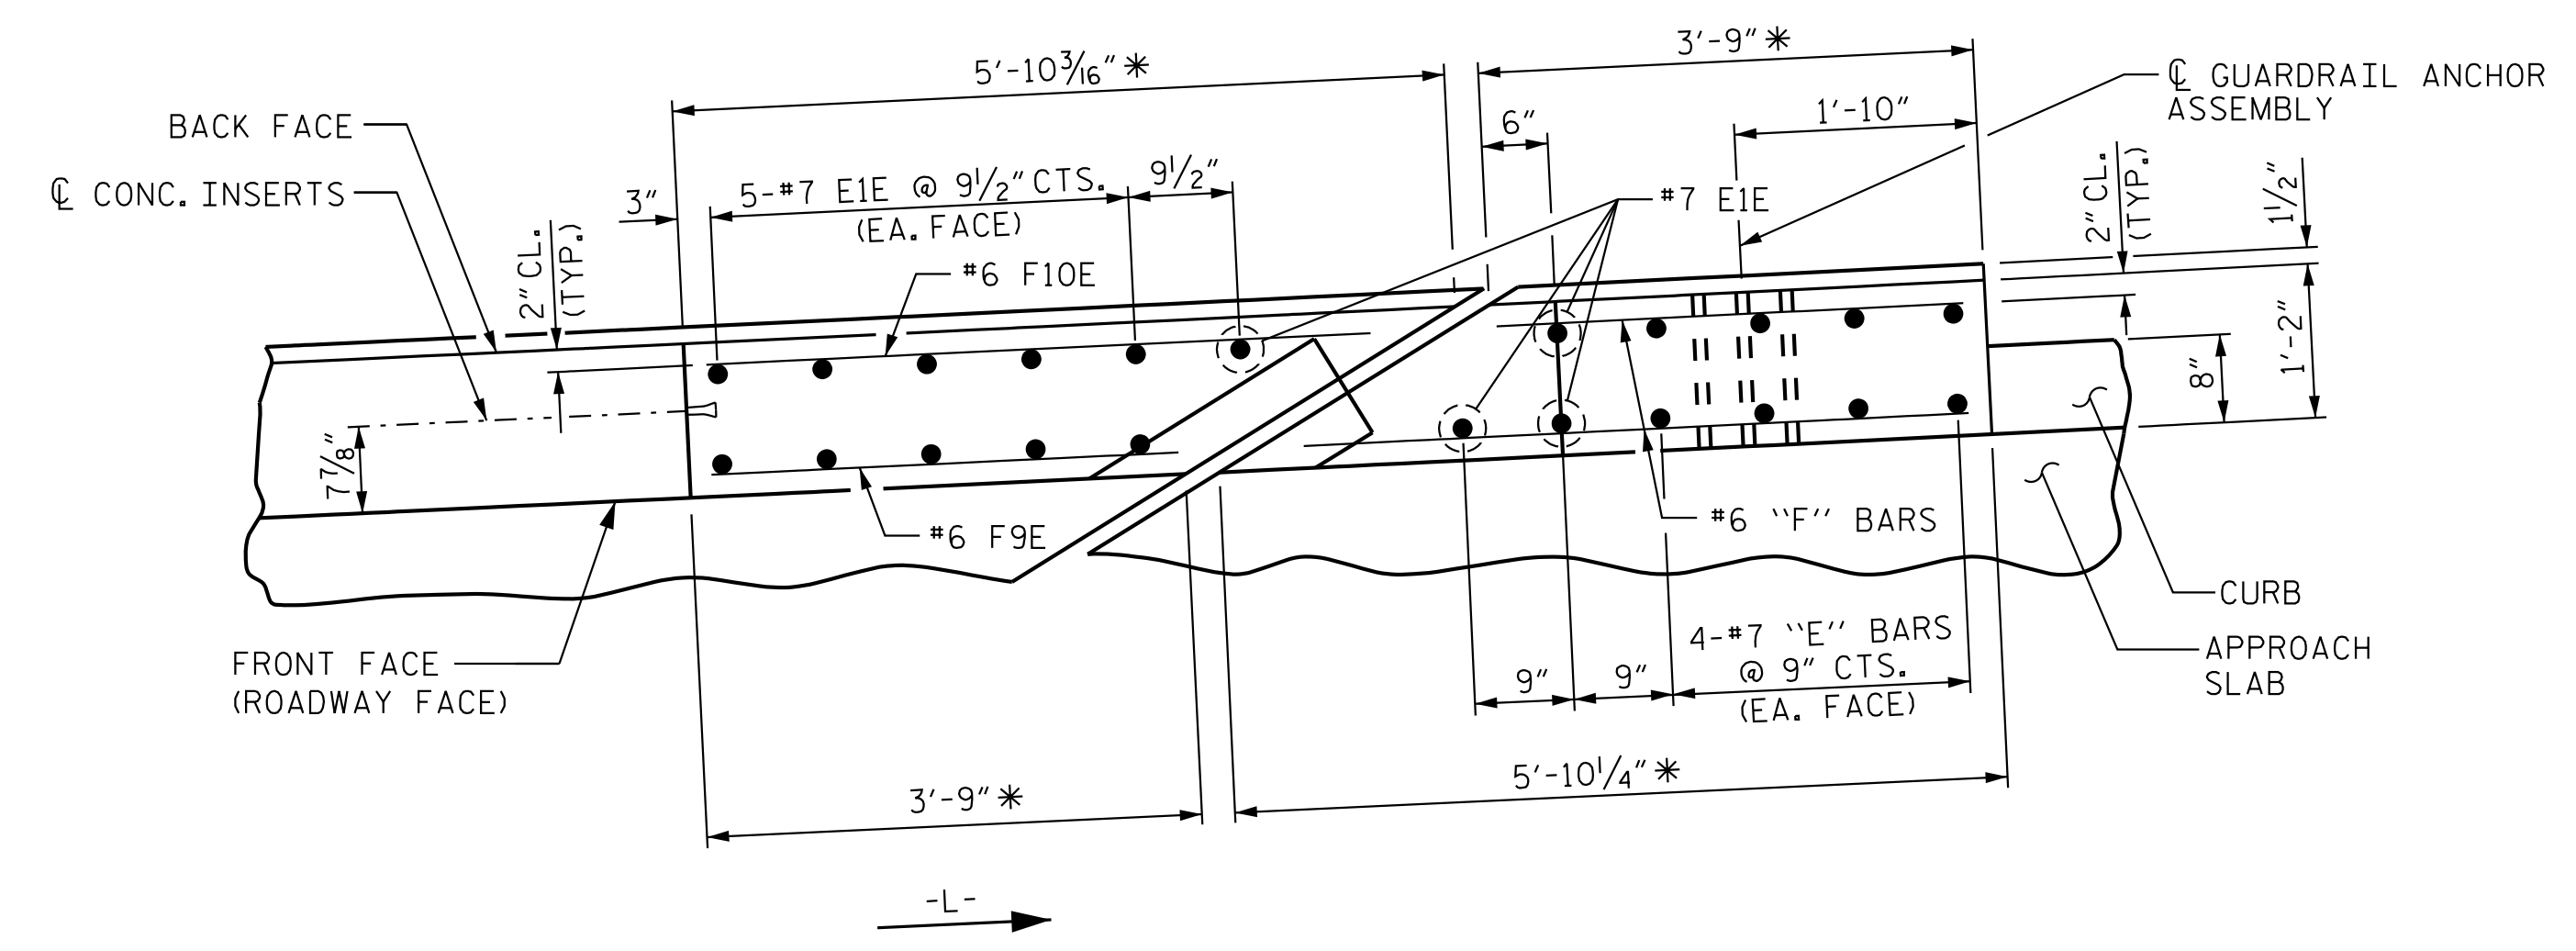 5'-10 3/16" ✳
3'-9" ✳
℄ GUARDRAIL ANCHOR
ASSEMBLY
1'-10"
6"
BACK FACE
℄ CONC. INSERTS
3"
5-#7 E1E @ 9 1/2" CTS.
(EA. FACE)
9 1/2"
#7 E1E
2" CL.
(TYP.)
1 1/2"
2" CL.
(TYP.)
#6 F10E
1'-2"
8"
7 7/8"
#6 F9E
#6 "F" BARS
CURB
APPROACH
SLAB
FRONT FACE
(ROADWAY FACE)
4-#7 "E" BARS
@ 9" CTS.
(EA. FACE)
9"
9"
3'-9" ✳
5'-10 1/4" ✳
-L-